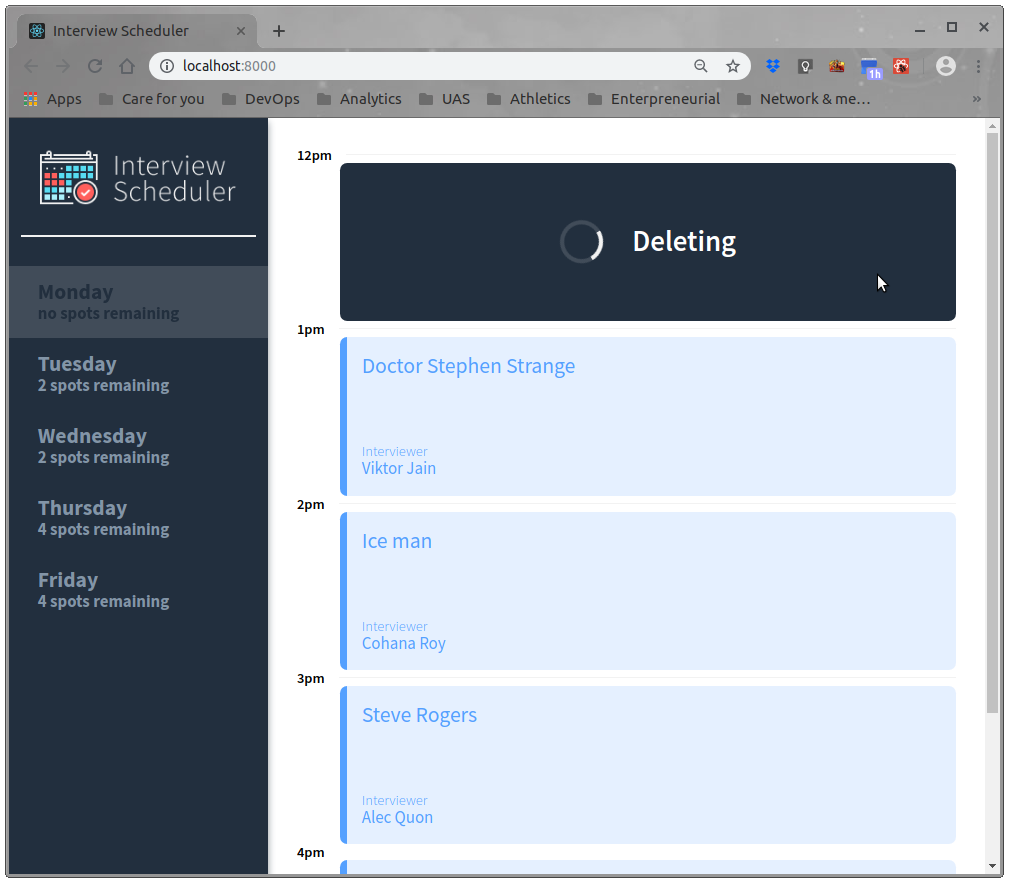 Interview Scheduler
localhost:8000
1h
Apps Care for you DevOps Analytics UAS Athletics Enterpreneurial Network & me…
Interview
Scheduler
Monday
no spots remaining
Tuesday
2 spots remaining
Wednesday
2 spots remaining
Thursday
4 spots remaining
Friday
4 spots remaining
12pm
Deleting
1pm
Doctor Stephen Strange
Interviewer
Viktor Jain
2pm
Ice man
Interviewer
Cohana Roy
3pm
Steve Rogers
Interviewer
Alec Quon
4pm